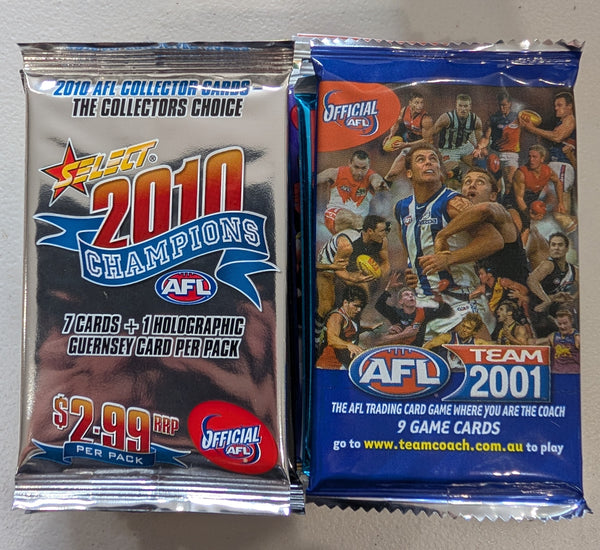 2010 AFL COLLECTOR CARDS -
THE COLLECTORS CHOICE
SELECT
2010
CHAMPIONS
AFL
7 CARDS + 1 HOLOGRAPHIC
GUERNSEY CARD PER PACK
$2.99 RRP
PER PACK
OFFICIAL
AFL
OFFICIAL
AFL
AFL
TEAM
2001
THE AFL TRADING CARD GAME WHERE YOU ARE THE COACH
9 GAME CARDS
go to www.teamcoach.com.au to play